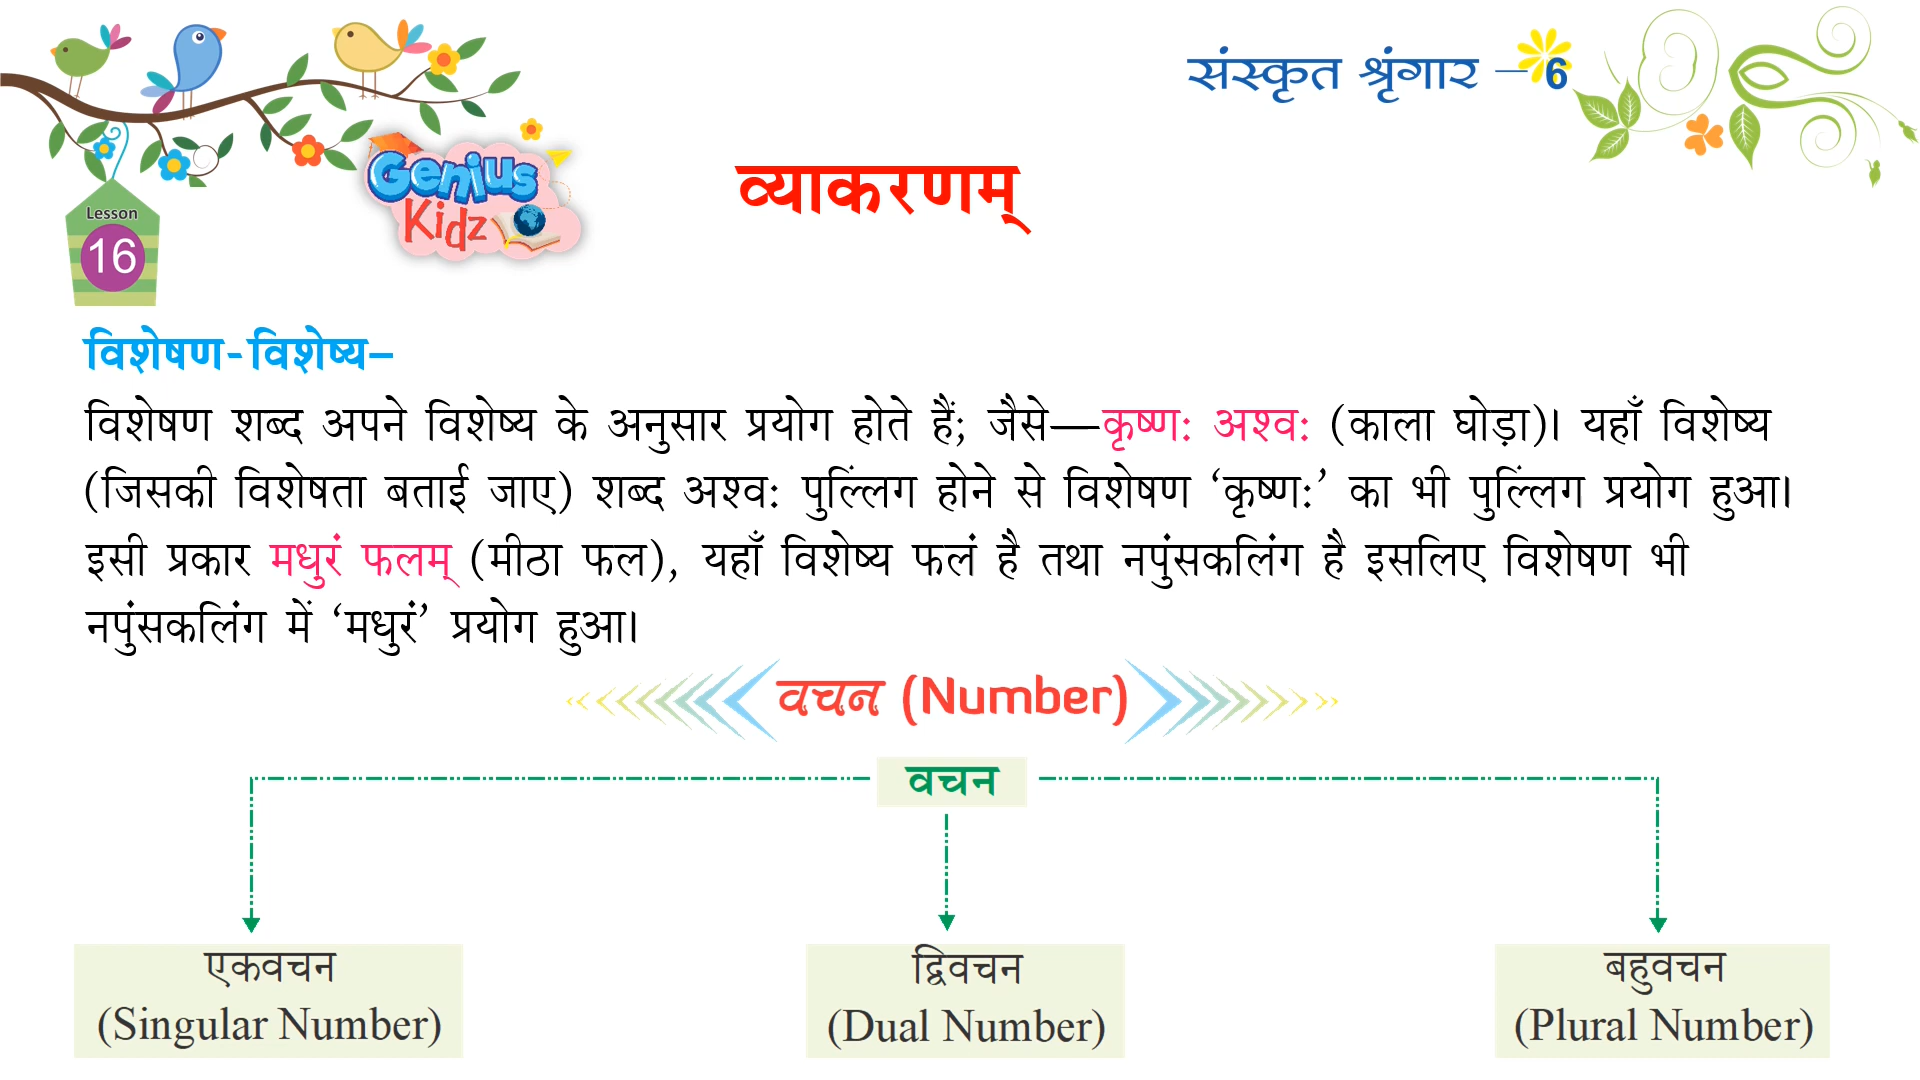 संस्कृत श्रृंगार – 6
Genius
Kidz
व्याकरणम्
Lesson
16
विशेषण-विशेष्य–
विशेषण शब्द अपने विशेष्य के अनुसार प्रयोग होते हैं; जैसे—कृष्णः अश्वः (काला घोड़ा)। यहाँ विशेष्य
(जिसकी विशेषता बताई जाए) शब्द अश्वः पुल्लिंग होने से विशेषण ‘कृष्णः’ का भी पुल्लिंग प्रयोग हुआ।
इसी प्रकार मधुरं फलम् (मीठा फल), यहाँ विशेष्य फलं है तथा नपुंसकलिंग है इसलिए विशेषण भी
नपुंसकलिंग में ‘मधुरं’ प्रयोग हुआ।
वचन (Number)
वचन
एकवचन
(Singular Number)
द्विवचन
(Dual Number)
बहुवचन
(Plural Number)